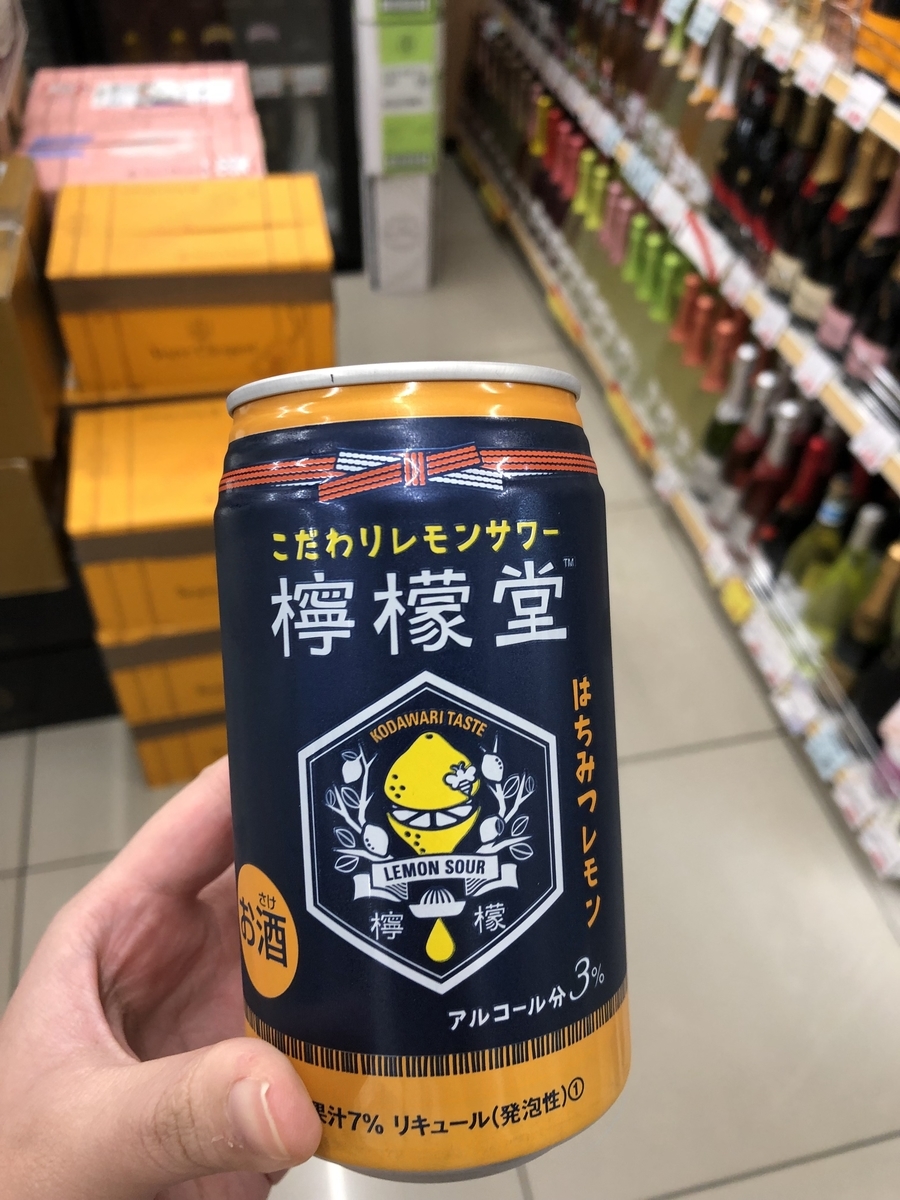 こだわりレモンサワー
檸檬堂™
はちみつレモン
KODAWARI TASTE
LEMON SOUR
檸檬
さけ
お酒
アルコール分3%
果汁7% リキュール(発泡性)①